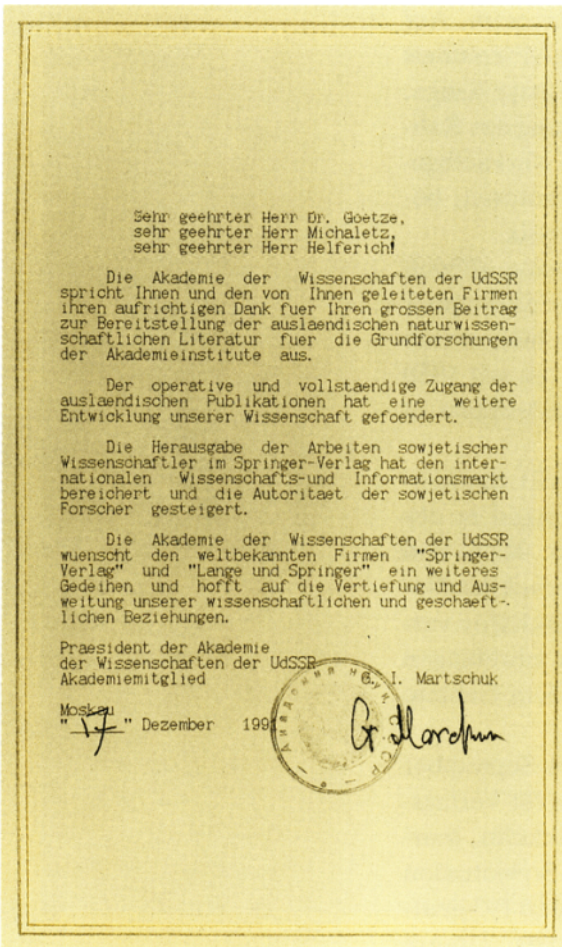 Sehr geehrter Herr Dr. Goetze,
sehr geehrter Herr Michaletz,
sehr geehrter Herr Helferich!
Die Akademie der Wissenschaften der UdSSR
spricht Ihnen und den von Ihnen geleiteten Firmen
ihren aufrichtigen Dank fuer Ihren grossen Beitrag
zur Bereitstellung der auslaendischen naturwissen-
schaftlichen Literatur fuer die Grundforschungen
der Akademieinstitute aus.
Der operative und vollstaendige Zugang der
auslaendischen Publikationen hat eine weitere
Entwicklung unserer Wissenschaft gefoerdert.
Die Herausgabe der Arbeiten sowjetischer
Wissenschaftler im Springer-Verlag hat den inter-
nationalen Wissenschafts-und Informationsmarkt
bereichert und die Autoritaet der sowjetischen
Forscher gesteigert.
Die Akademie der Wissenschaften der UdSSR
wuenscht den weltbekannten Firmen "Springer-
Verlag" und "Lange und Springer" ein weiteres
Gedeihen und hofft auf die Vertiefung und Aus-
weitung unserer wissenschaftlichen und geschaeft-
lichen Beziehungen.
Praesident der Akademie
der Wissenschaften der UdSSR
Akademiemitglied G. I. Martschuk
Moskau
"17" Dezember 1991
АКАДЕМИЯ НАУК СССР